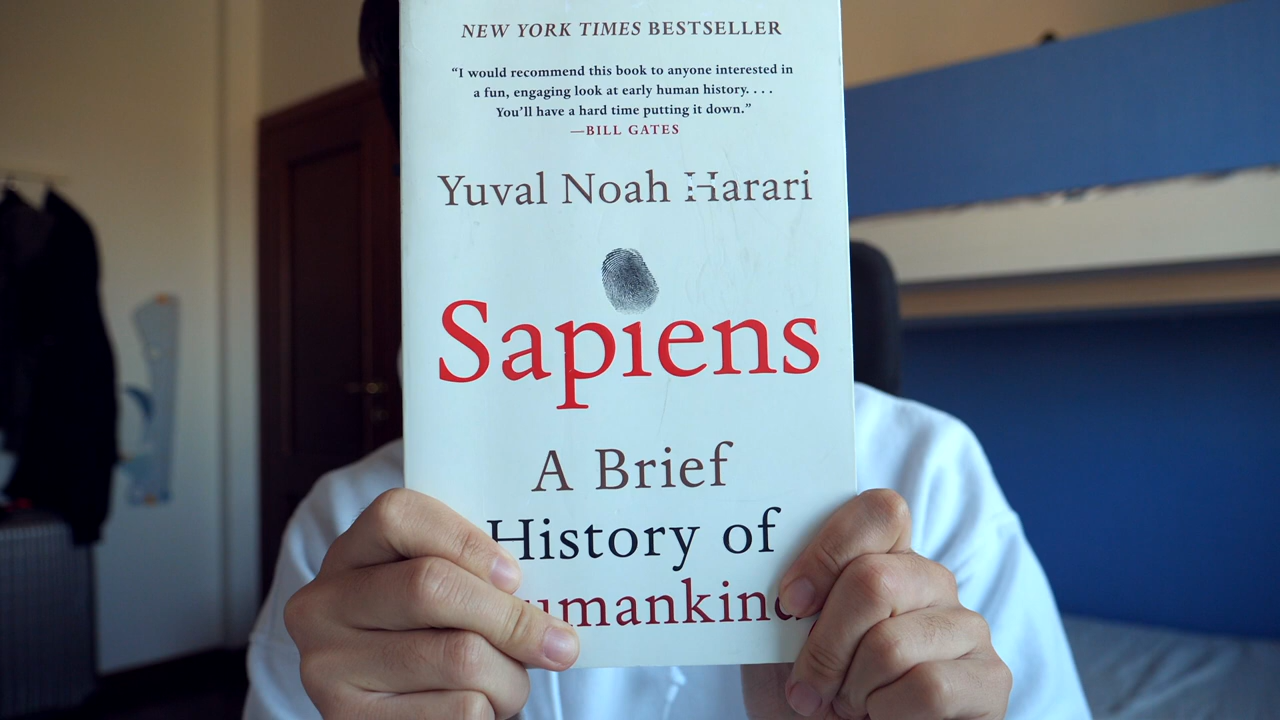 NEW YORK TIMES BESTSELLER
“I would recommend this book to anyone interested in
a fun, engaging look at early human history. . . .
You’ll have a hard time putting it down.”
—BILL GATES
Yuval Noah Harari
Sapiens
A Brief
History of
umankind